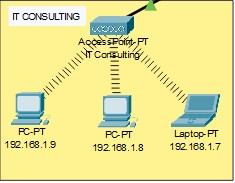 IT CONSULTING
AccessPoint-PT
IT Consulting
PC-PT
192.168.1.9
PC-PT
192.168.1.8
Laptop-PT
192.168.1.7